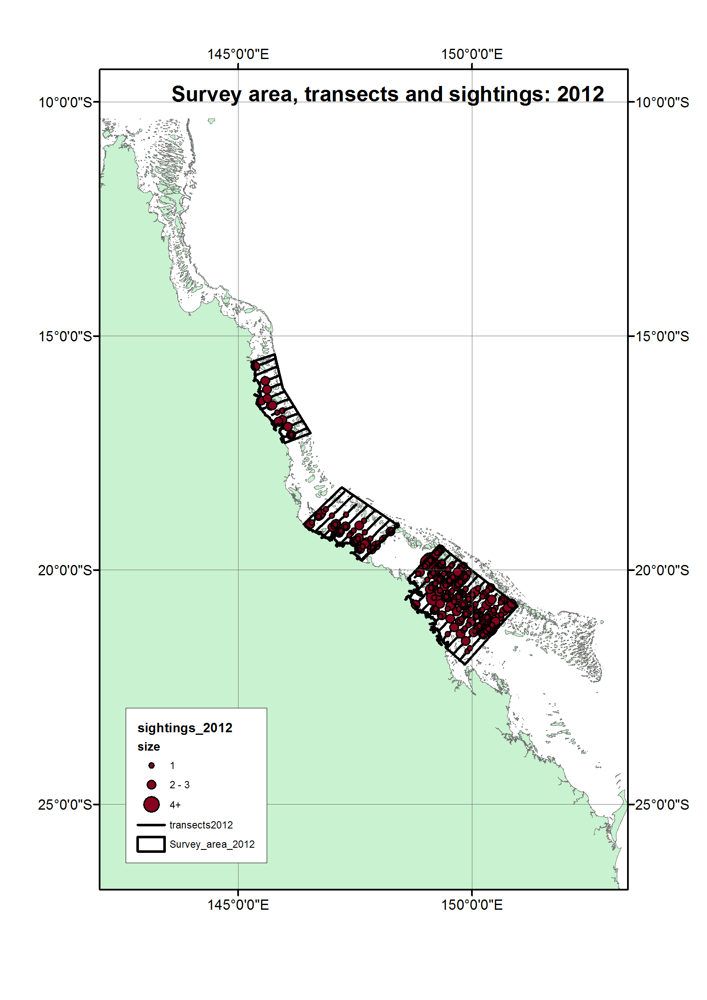 145°0'0"E 150°0'0"E
Survey area, transects and sightings: 2012
10°0'0"S 10°0'0"S
15°0'0"S 15°0'0"S
20°0'0"S 20°0'0"S
sightings_2012
size
1
2 - 3
4+
25°0'0"S 25°0'0"S
transects2012
Survey_area_2012
145°0'0"E 150°0'0"E